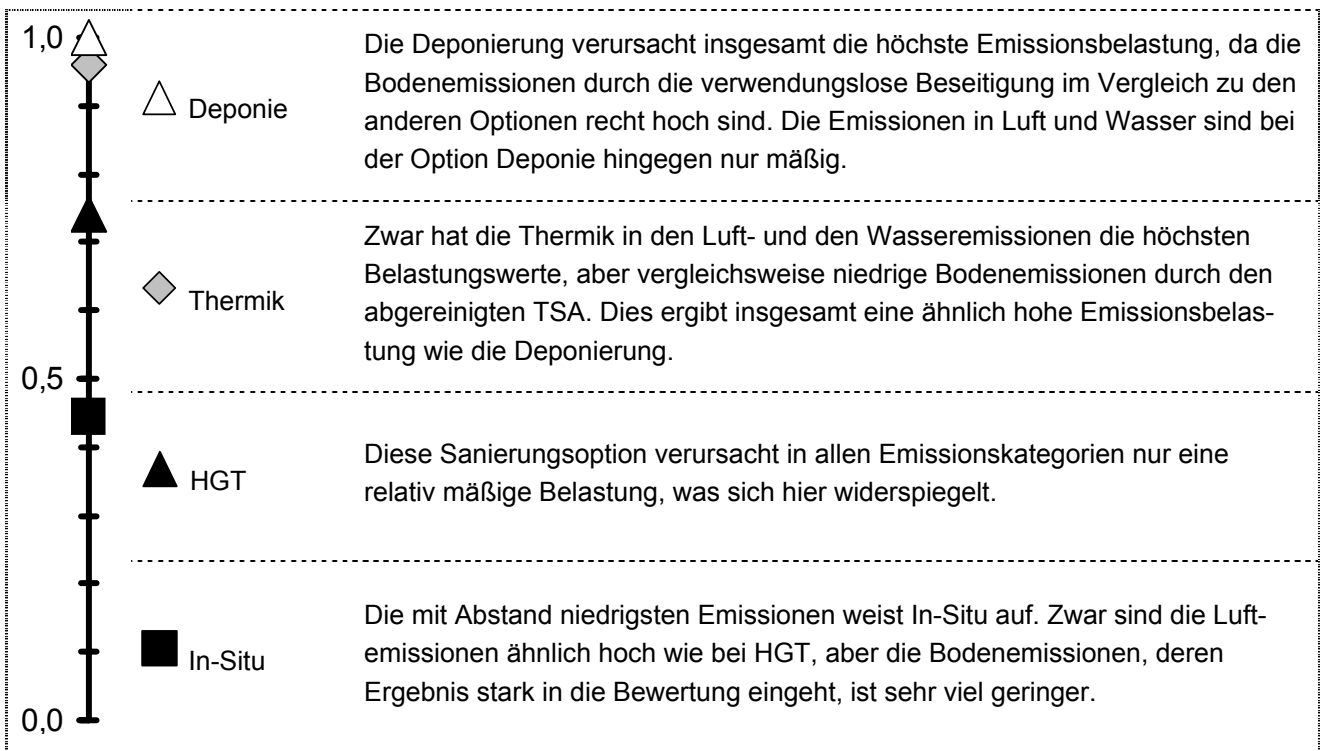 1,0
Deponie
Die Deponierung verursacht insgesamt die höchste Emissionsbelastung, da die
Bodenemissionen durch die verwendungslose Beseitigung im Vergleich zu den
anderen Optionen recht hoch sind. Die Emissionen in Luft und Wasser sind bei
der Option Deponie hingegen nur mäßig.
Thermik
Zwar hat die Thermik in den Luft- und den Wasseremissionen die höchsten
Belastungswerte, aber vergleichsweise niedrige Bodenemissionen durch den
abgereinigten TSA. Dies ergibt insgesamt eine ähnlich hohe Emissionsbelas-
tung wie die Deponierung.
0,5
HGT
Diese Sanierungsoption verursacht in allen Emissionskategorien nur eine
relativ mäßige Belastung, was sich hier widerspiegelt.
In-Situ
Die mit Abstand niedrigsten Emissionen weist In-Situ auf. Zwar sind die Luft-
emissionen ähnlich hoch wie bei HGT, aber die Bodenemissionen, deren
Ergebnis stark in die Bewertung eingeht, ist sehr viel geringer.
0,0